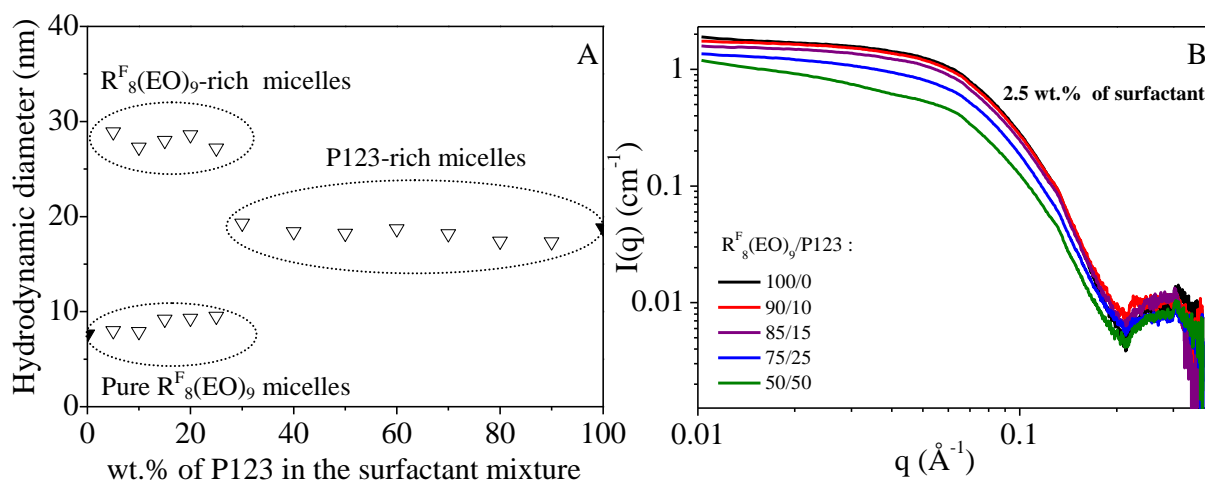 A
Hydrodynamic diameter (nm)
40
30
20
10
0
R^F_8(EO)_9-rich micelles
P123-rich micelles
Pure R^F_8(EO)_9 micelles
0 20 40 60 80 100
wt.% of P123 in the surfactant mixture
B
I(q) (cm^-1)
1
0.1
0.01
2.5 wt.% of surfactant
R^F_8(EO)_9/P123 :
100/0
90/10
85/15
75/25
50/50
0.01 0.1
q (Å^-1)